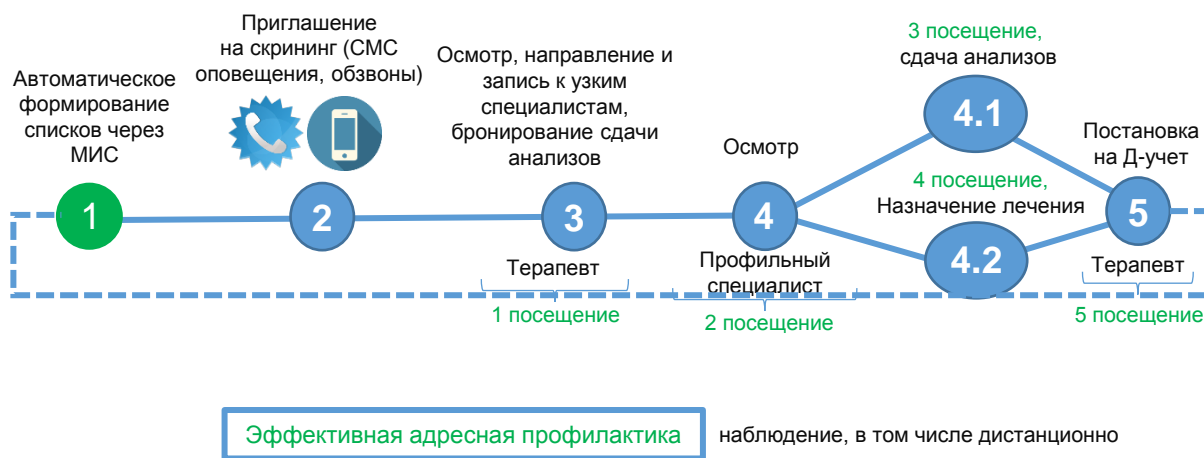 Автоматическое
формирование
списков через
МИС
1
Приглашение
на скрининг (СМС
оповещения, обзвоны)
2
Осмотр, направление и
запись к узким
специалистам,
бронирование сдачи
анализов
3
Терапевт
1 посещение
Осмотр
4
Профильный
специалист
2 посещение
3 посещение,
сдача анализов
4.1
4 посещение,
Назначение лечения
4.2
Постановка
на Д-учет
5
Терапевт
5 посещение
Эффективная адресная профилактика
наблюдение, в том числе дистанционно